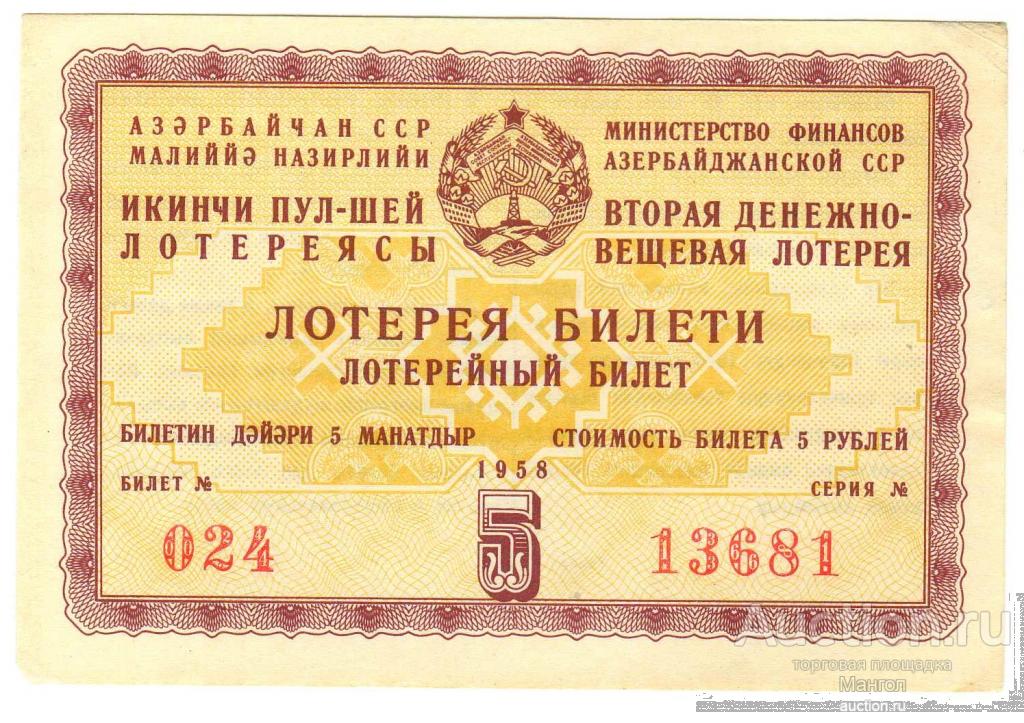 АЗӘРБАЙЧАН ССР
МАЛИЙЙӘ НАЗИРЛИЙИ
ИКИНЧИ ПУЛ-ШЕЙ
ЛОТЕРЕЯСЫ
МИНИСТЕРСТВО ФИНАНСОВ
АЗЕРБАЙДЖАНСКОЙ ССР
ВТОРАЯ ДЕНЕЖНО-
ВЕЩЕВАЯ ЛОТЕРЕЯ
ЛОТЕРЕЯ БИЛЕТИ
ЛОТЕРЕЙНЫЙ БИЛЕТ
БИЛЕТИН ДӘЙӘРИ 5 МАНАТДЫР
СТОИМОСТЬ БИЛЕТА 5 РУБЛЕЙ
1958
БИЛЕТ №
СЕРИЯ №
024
5
13681
Auction.ru
торговая площадка
Мангол
auction.ru